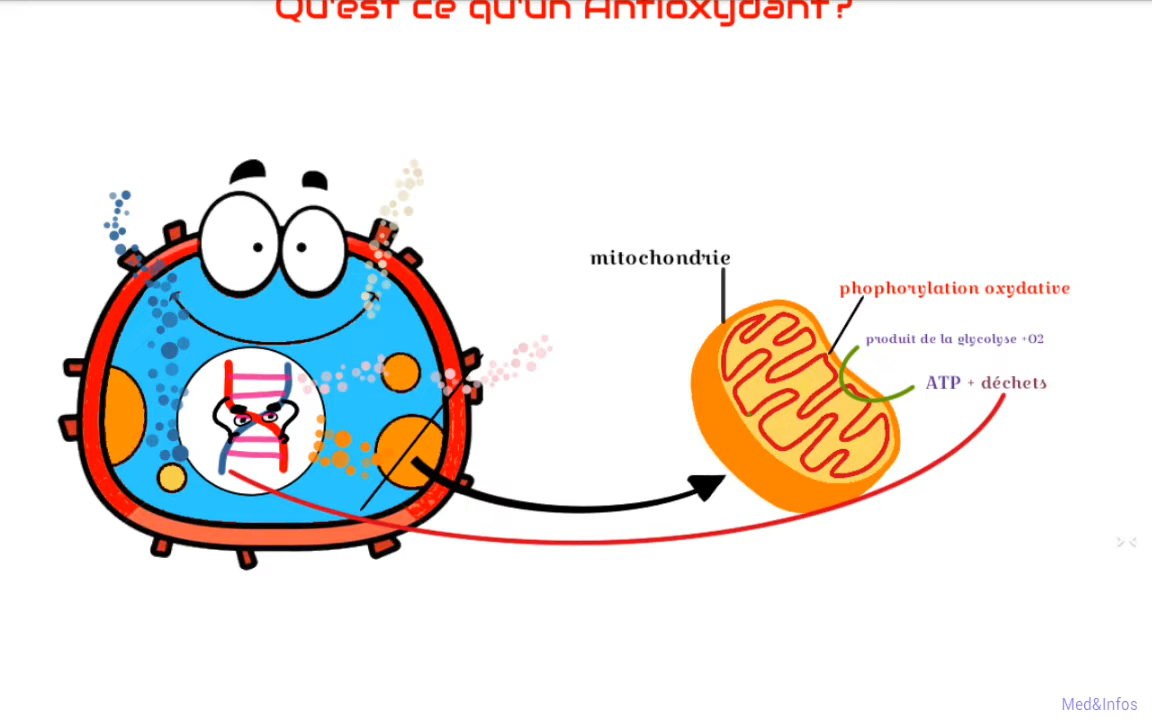 Qu'est ce qu'un Antioxydant?
mitochondrie
phophorylation oxydative
produit de la glycolyse +O2
ATP + déchets
Med&Infos